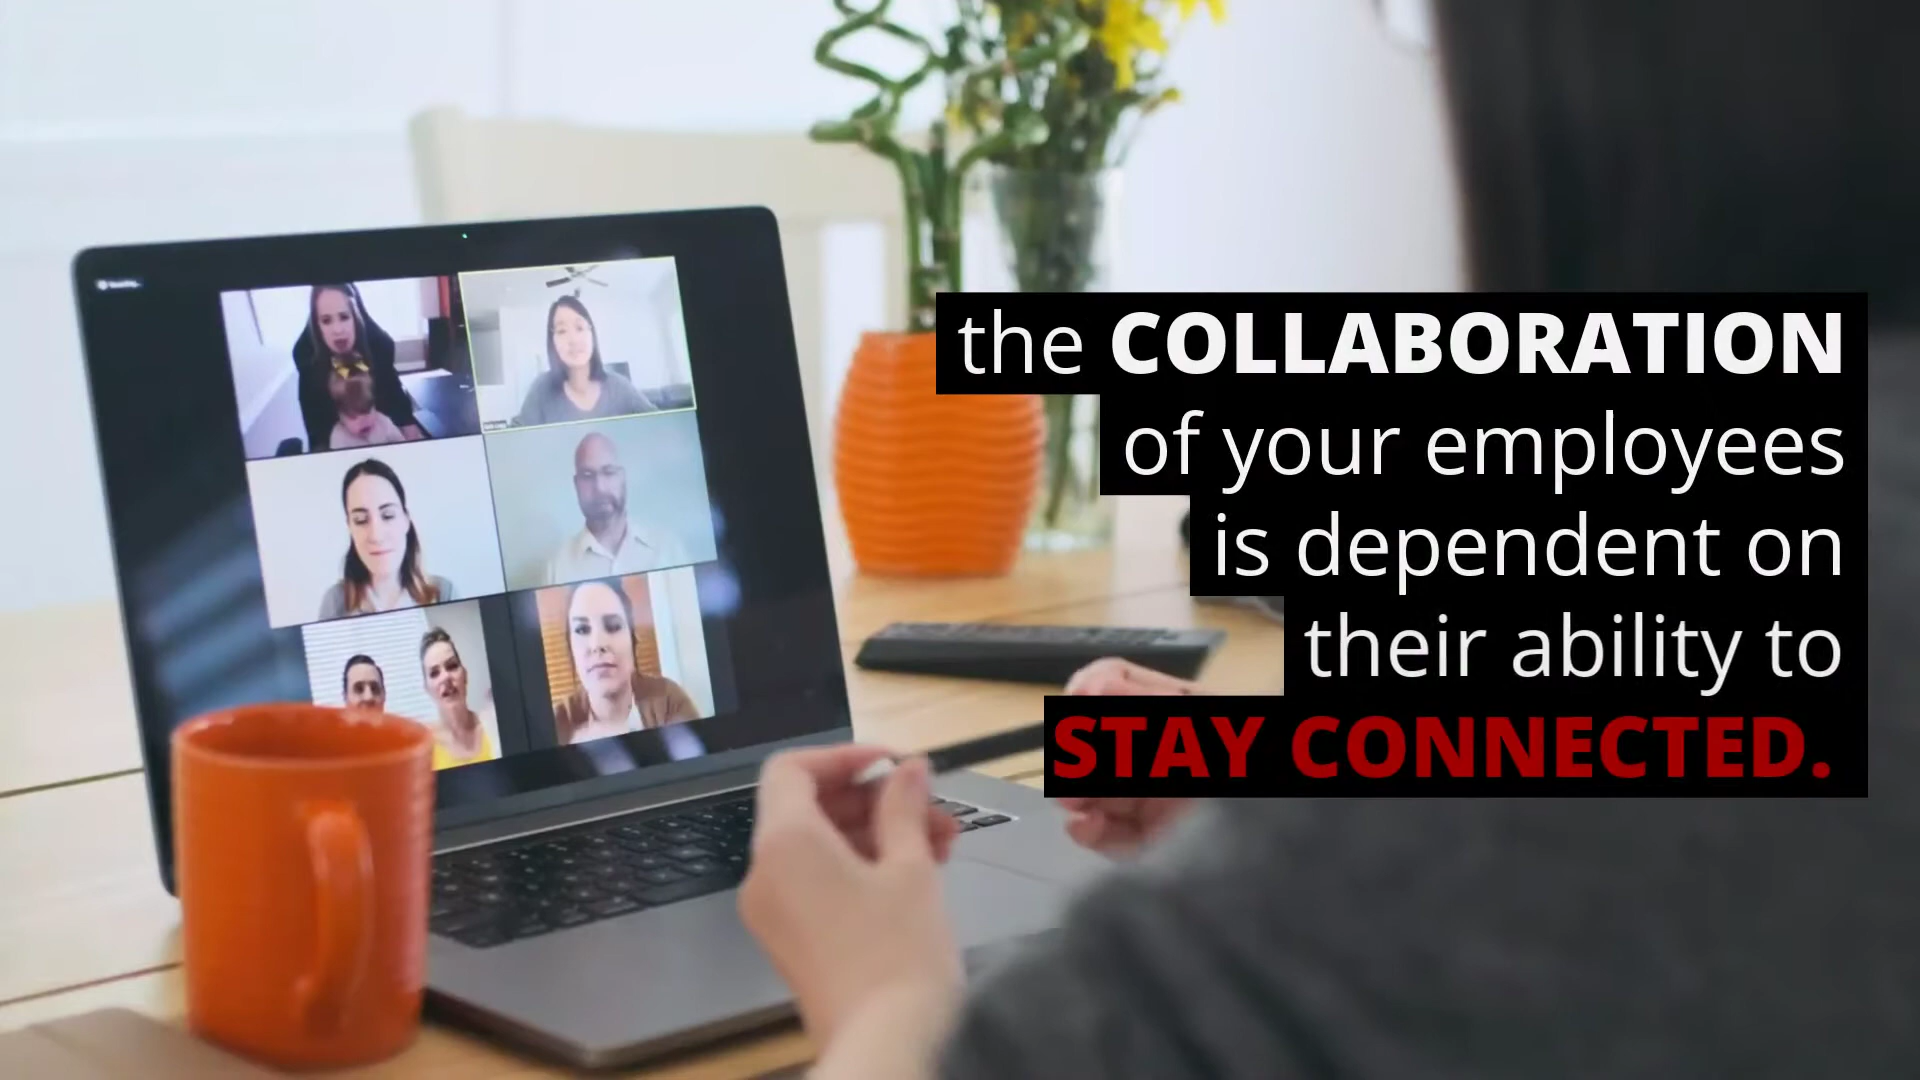 the COLLABORATION
of your employees
is dependent on
their ability to
STAY CONNECTED.